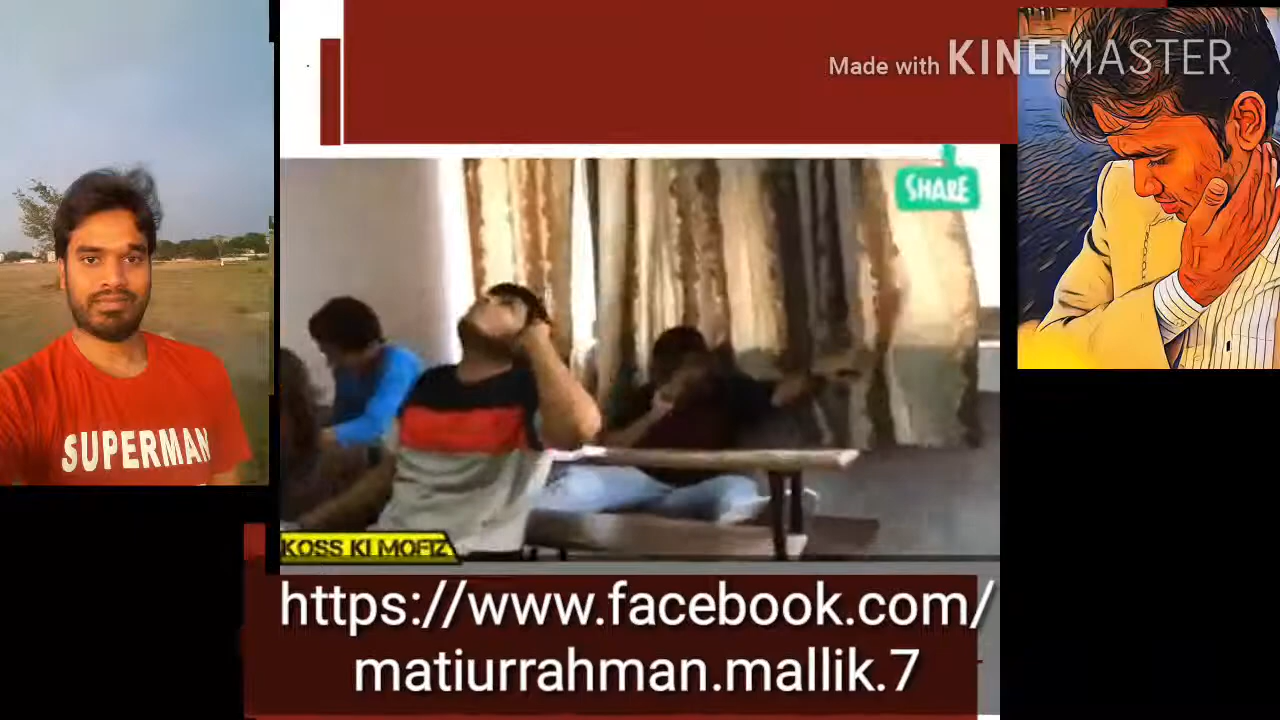 Made with KINEMASTER
SHARE
SUPERMAN
KOSS KI MOFIZ
https://www.facebook.com/
matiurrahman.mallik.7